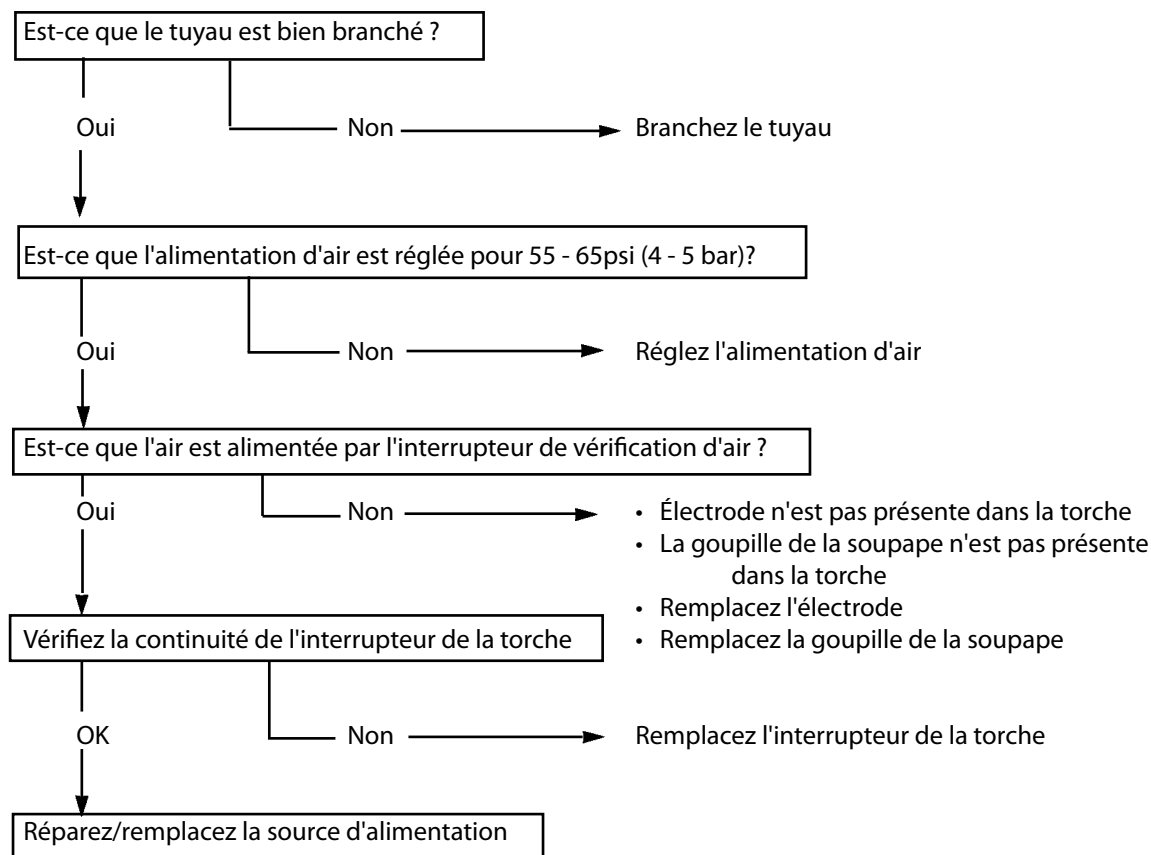 Est-ce que le tuyau est bien branché ?
Oui
Non
Branchez le tuyau
Est-ce que l'alimentation d'air est réglée pour 55 - 65psi (4 - 5 bar)?
Oui
Non
Réglez l'alimentation d'air
Est-ce que l'air est alimentée par l'interrupteur de vérification d'air ?
Oui
Non
• Électrode n'est pas présente dans la torche
• La goupille de la soupape n'est pas présente
dans la torche
• Remplacez l'électrode
• Remplacez la goupille de la soupape
Vérifiez la continuité de l'interrupteur de la torche
OK
Non
Remplacez l'interrupteur de la torche
Réparez/remplacez la source d'alimentation